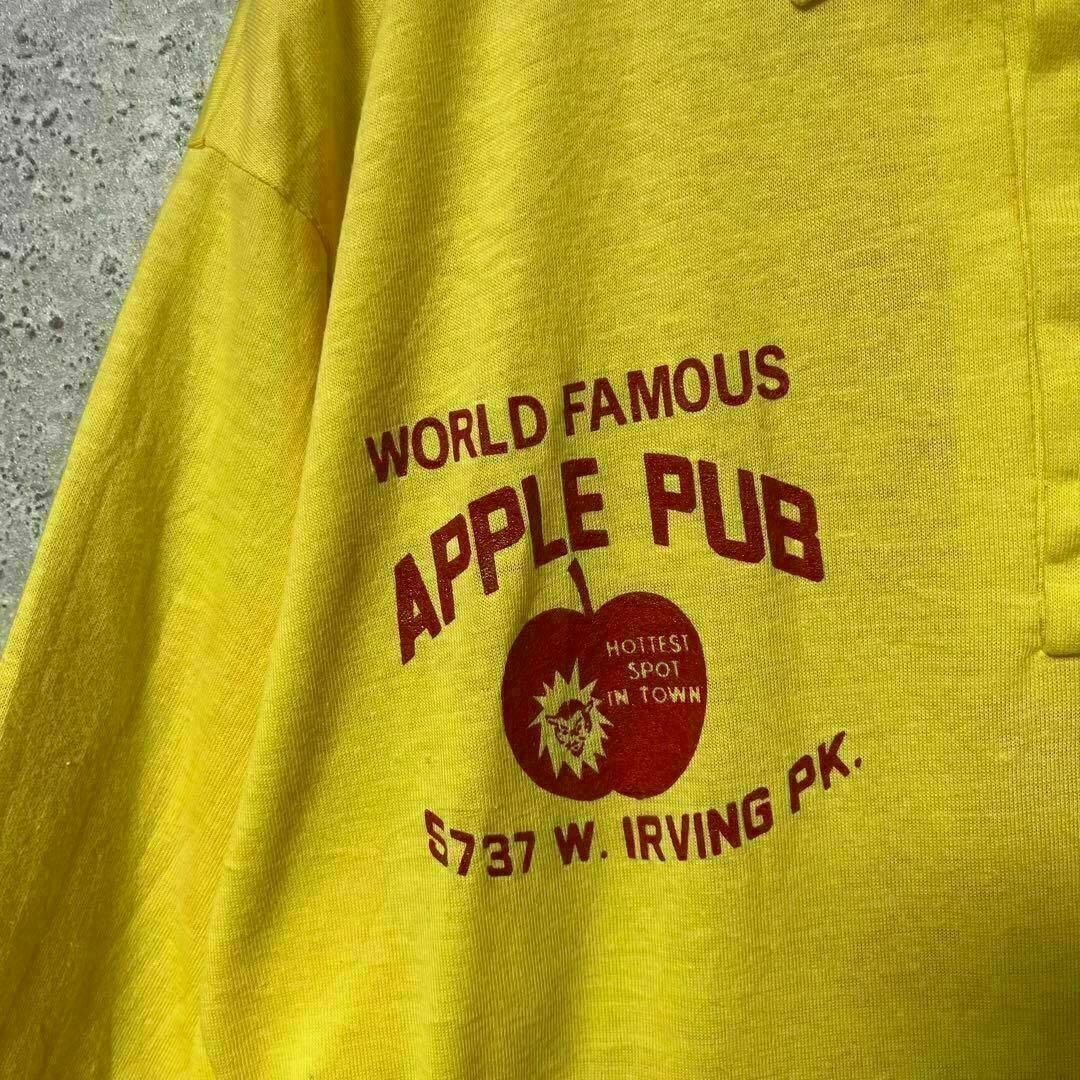 WORLD FAMOUS
APPLE PUB
HOTTEST
SPOT
IN TOWN
5737 W. IRVING PK.